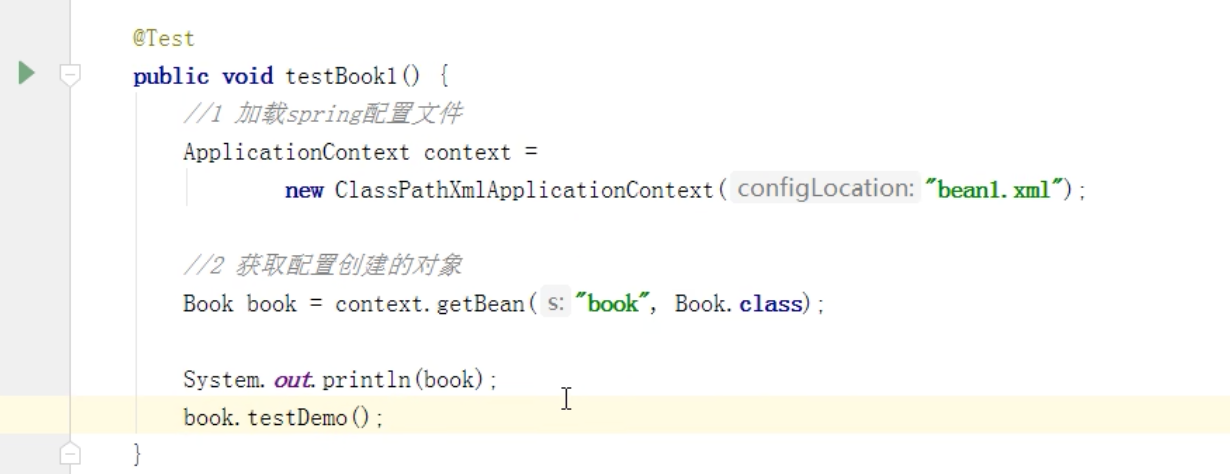 @Test
public void testBook1() {
//1 加载spring配置文件
ApplicationContext context =
new ClassPathXmlApplicationContext( configLocation: "bean1.xml");
//2 获取配置创建的对象
Book book = context.getBean( s: "book", Book.class);
System.out.println(book);
book.testDemo();
}